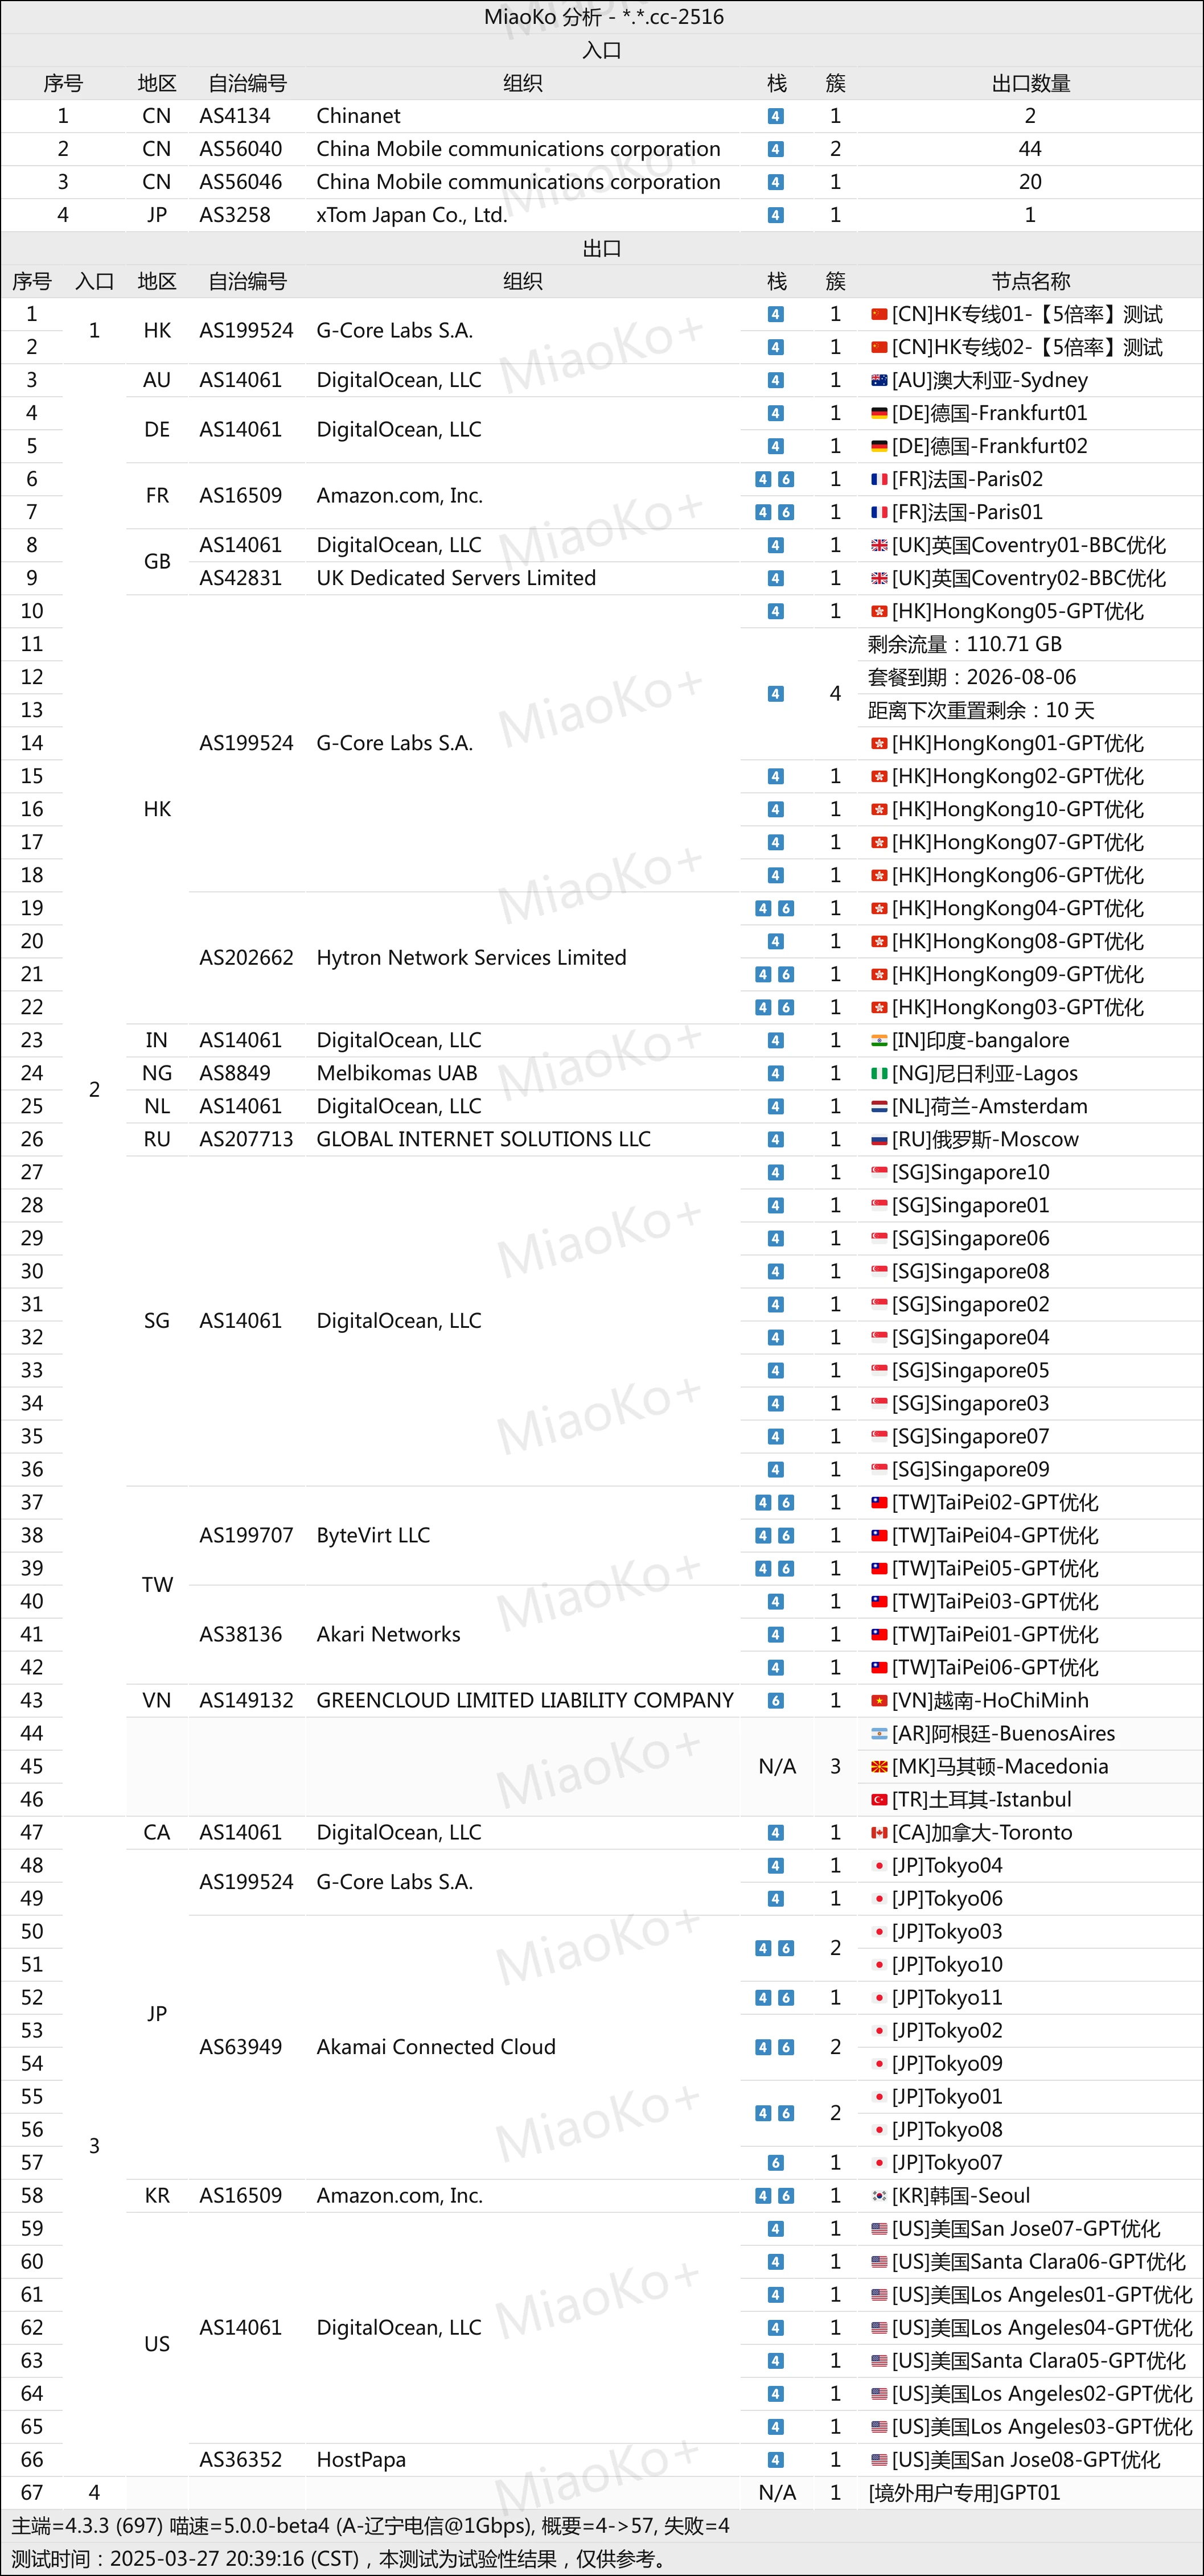 MiaoKo 分析 - *.*.cc-2516
入口
序号 地区 自治编号 组织 栈 簇 出口数量
1 CN AS4134 Chinanet 4 1 2
2 CN AS56040 China Mobile communications corporation 4 2 44
3 CN AS56046 China Mobile communications corporation 4 1 20
4 JP AS3258 xTom Japan Co., Ltd. 4 1 1
出口
序号 入口 地区 自治编号 组织 栈 簇 节点名称
1 1 HK AS199524 G-Core Labs S.A. 4 1 [CN]HK专线01-【5倍率】测试
2 4 1 [CN]HK专线02-【5倍率】测试
3 AU AS14061 DigitalOcean, LLC 4 1 [AU]澳大利亚-Sydney
4 DE AS14061 DigitalOcean, LLC 4 1 [DE]德国-Frankfurt01
5 4 1 [DE]德国-Frankfurt02
6 FR AS16509 Amazon.com, Inc. 4 6 1 [FR]法国-Paris02
7 4 6 1 [FR]法国-Paris01
8 GB AS14061 DigitalOcean, LLC 4 1 [UK]英国Coventry01-BBC优化
9 AS42831 UK Dedicated Servers Limited 4 1 [UK]英国Coventry02-BBC优化
10 4 1 [HK]HongKong05-GPT优化
11 剩余流量：110.71 GB
12 4 4 套餐到期：2026-08-06
13 距离下次重置剩余：10 天
14 AS199524 G-Core Labs S.A. [HK]HongKong01-GPT优化
15 4 1 [HK]HongKong02-GPT优化
16 HK 4 1 [HK]HongKong10-GPT优化
17 4 1 [HK]HongKong07-GPT优化
18 4 1 [HK]HongKong06-GPT优化
19 4 6 1 [HK]HongKong04-GPT优化
20 AS202662 Hytron Network Services Limited 4 1 [HK]HongKong08-GPT优化
21 4 6 1 [HK]HongKong09-GPT优化
22 4 6 1 [HK]HongKong03-GPT优化
23 IN AS14061 DigitalOcean, LLC 4 1 [IN]印度-bangalore
24 2 NG AS8849 Melbikomas UAB 4 1 [NG]尼日利亚-Lagos
25 NL AS14061 DigitalOcean, LLC 4 1 [NL]荷兰-Amsterdam
26 RU AS207713 GLOBAL INTERNET SOLUTIONS LLC 4 1 [RU]俄罗斯-Moscow
27 4 1 [SG]Singapore10
28 4 1 [SG]Singapore01
29 4 1 [SG]Singapore06
30 4 1 [SG]Singapore08
31 SG AS14061 DigitalOcean, LLC 4 1 [SG]Singapore02
32 4 1 [SG]Singapore04
33 4 1 [SG]Singapore05
34 4 1 [SG]Singapore03
35 4 1 [SG]Singapore07
36 4 1 [SG]Singapore09
37 4 6 1 [TW]TaiPei02-GPT优化
38 AS199707 ByteVirt LLC 4 6 1 [TW]TaiPei04-GPT优化
39 TW 4 6 1 [TW]TaiPei05-GPT优化
40 4 1 [TW]TaiPei03-GPT优化
41 AS38136 Akari Networks 4 1 [TW]TaiPei01-GPT优化
42 4 1 [TW]TaiPei06-GPT优化
43 VN AS149132 GREENCLOUD LIMITED LIABILITY COMPANY 6 1 [VN]越南-HoChiMinh
44 [AR]阿根廷-BuenosAires
45 N/A 3 [MK]马其顿-Macedonia
46 [TR]土耳其-Istanbul
47 CA AS14061 DigitalOcean, LLC 4 1 [CA]加拿大-Toronto
48 AS199524 G-Core Labs S.A. 4 1 [JP]Tokyo04
49 4 1 [JP]Tokyo06
50 4 6 2 [JP]Tokyo03
51 [JP]Tokyo10
52 JP 4 6 1 [JP]Tokyo11
53 AS63949 Akamai Connected Cloud 4 6 2 [JP]Tokyo02
54 [JP]Tokyo09
55 4 6 2 [JP]Tokyo01
56 3 [JP]Tokyo08
57 6 1 [JP]Tokyo07
58 KR AS16509 Amazon.com, Inc. 4 6 1 [KR]韩国-Seoul
59 4 1 [US]美国San Jose07-GPT优化
60 4 1 [US]美国Santa Clara06-GPT优化
61 4 1 [US]美国Los Angeles01-GPT优化
62 US AS14061 DigitalOcean, LLC 4 1 [US]美国Los Angeles04-GPT优化
63 4 1 [US]美国Santa Clara05-GPT优化
64 4 1 [US]美国Los Angeles02-GPT优化
65 4 1 [US]美国Los Angeles03-GPT优化
66 AS36352 HostPapa 4 1 [US]美国San Jose08-GPT优化
67 4 N/A 1 [境外用户专用]GPT01
主端=4.3.3 (697) 喵速=5.0.0-beta4 (A-辽宁电信@1Gbps), 概要=4->57, 失败=4
测试时间：2025-03-27 20:39:16 (CST)，本测试为试验性结果，仅供参考。